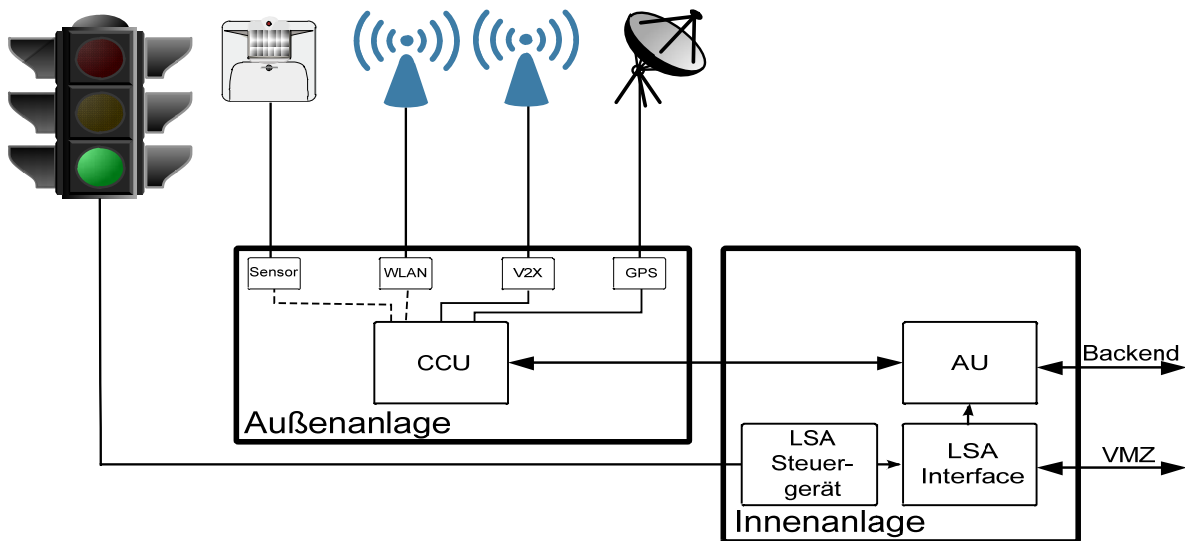 Sensor
WLAN
V2X
GPS
CCU
AU
Backend
Außenanlage
LSA
Steuer-
gerät
LSA
Interface
VMZ
Innenanlage